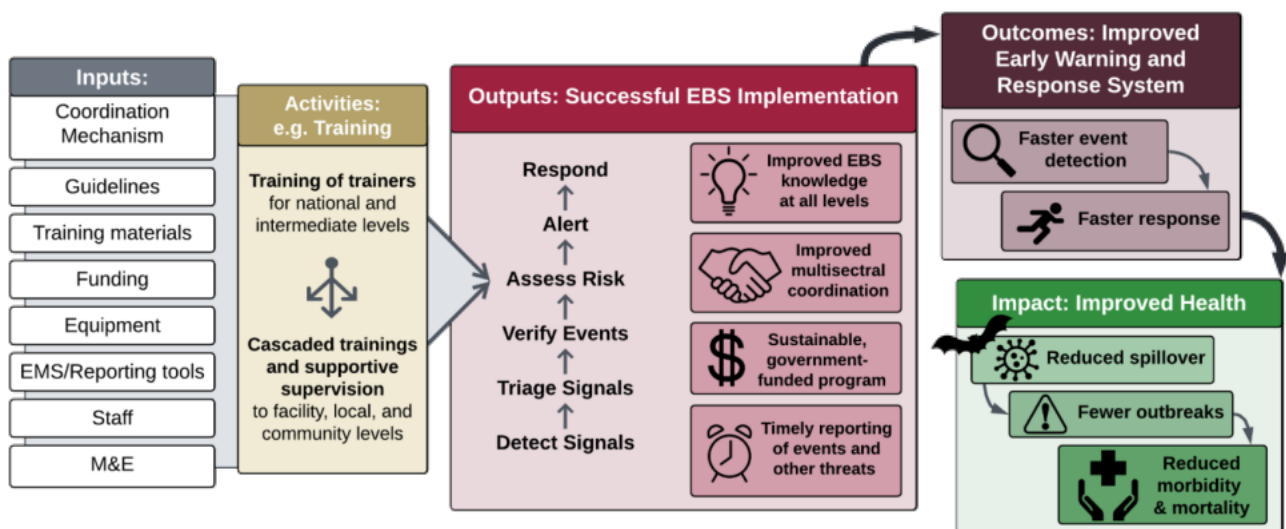 Inputs:
Coordination
Mechanism
Guidelines
Training materials
Funding
Equipment
EMS/Reporting tools
Staff
M&E
Activities:
e.g. Training
Training of trainers
for national and
intermediate levels
Cascaded trainings
and supportive
supervision
to facility, local, and
community levels
Outputs: Successful EBS Implementation
Respond
Alert
Assess Risk
Verify Events
Triage Signals
Detect Signals
Improved EBS
knowledge
at all levels
Improved
multisectral
coordination
$
Sustainable,
government-
funded program
Timely reporting
of events and
other threats
Outcomes: Improved
Early Warning and
Response System
Faster event
detection
Faster response
Impact: Improved Health
Reduced spillover
Fewer outbreaks
Reduced
morbidity
& mortality